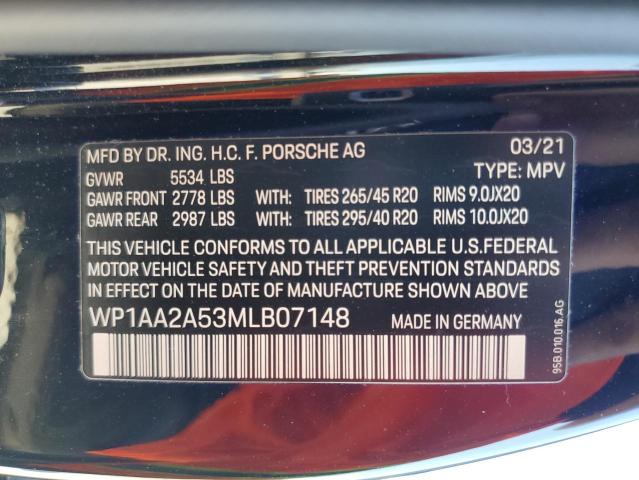 MFD BY DR. ING. H.C. F. PORSCHE AG 03/21
GVWR 5534 LBS TYPE: MPV
GAWR FRONT 2778 LBS WITH: TIRES 265/45 R20 RIMS 9.0JX20
GAWR REAR 2987 LBS WITH: TIRES 295/40 R20 RIMS 10.0JX20
THIS VEHICLE CONFORMS TO ALL APPLICABLE U.S.FEDERAL
MOTOR VEHICLE SAFETY AND THEFT PREVENTION STANDARDS
IN EFFECT ON THE DATE OF MANUFACTURE SHOWN ABOVE.
WP1AA2A53MLB07148 MADE IN GERMANY
95B.010.016.AG